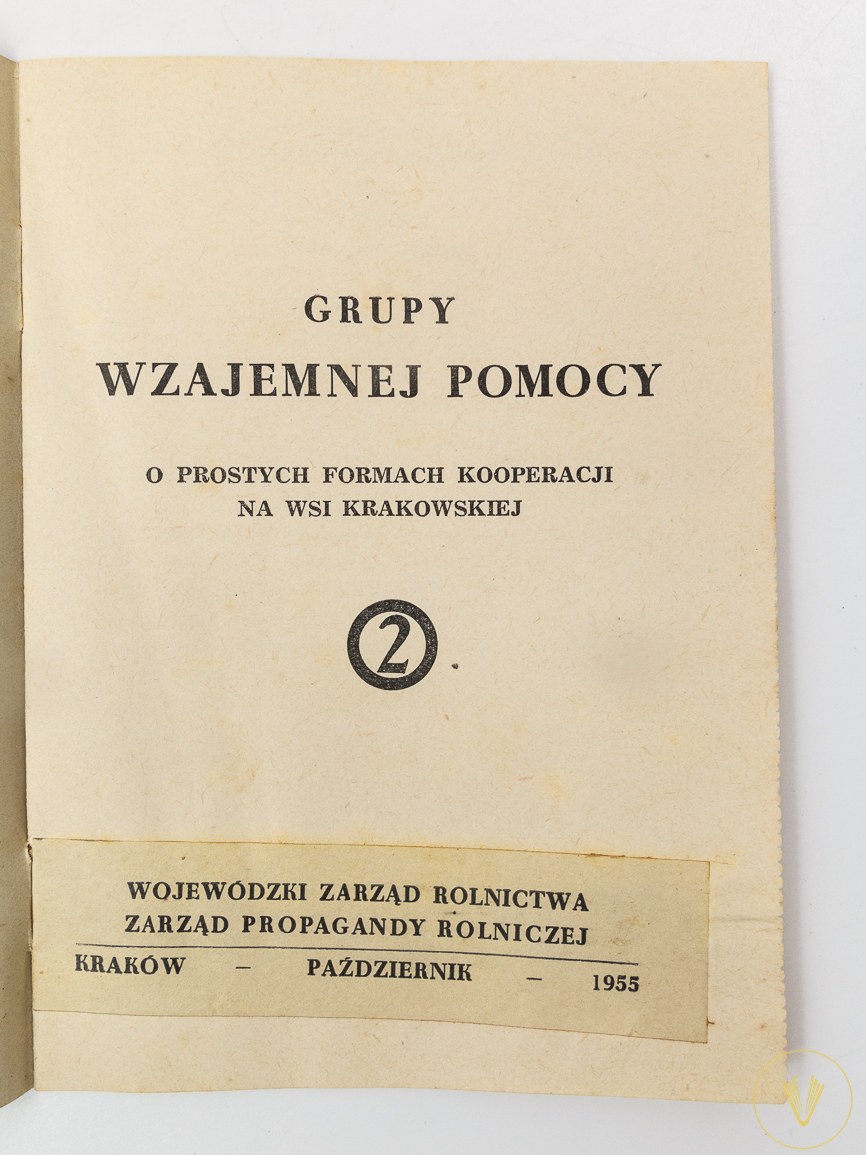 GRUPY
WZAJEMNEJ POMOCY
O PROSTYCH FORMACH KOOPERACJI
NA WSI KRAKOWSKIEJ
2
WOJEWÓDZKI ZARZĄD ROLNICTWA
ZARZĄD PROPAGANDY ROLNICZEJ
KRAKÓW – PAŹDZIERNIK – 1955